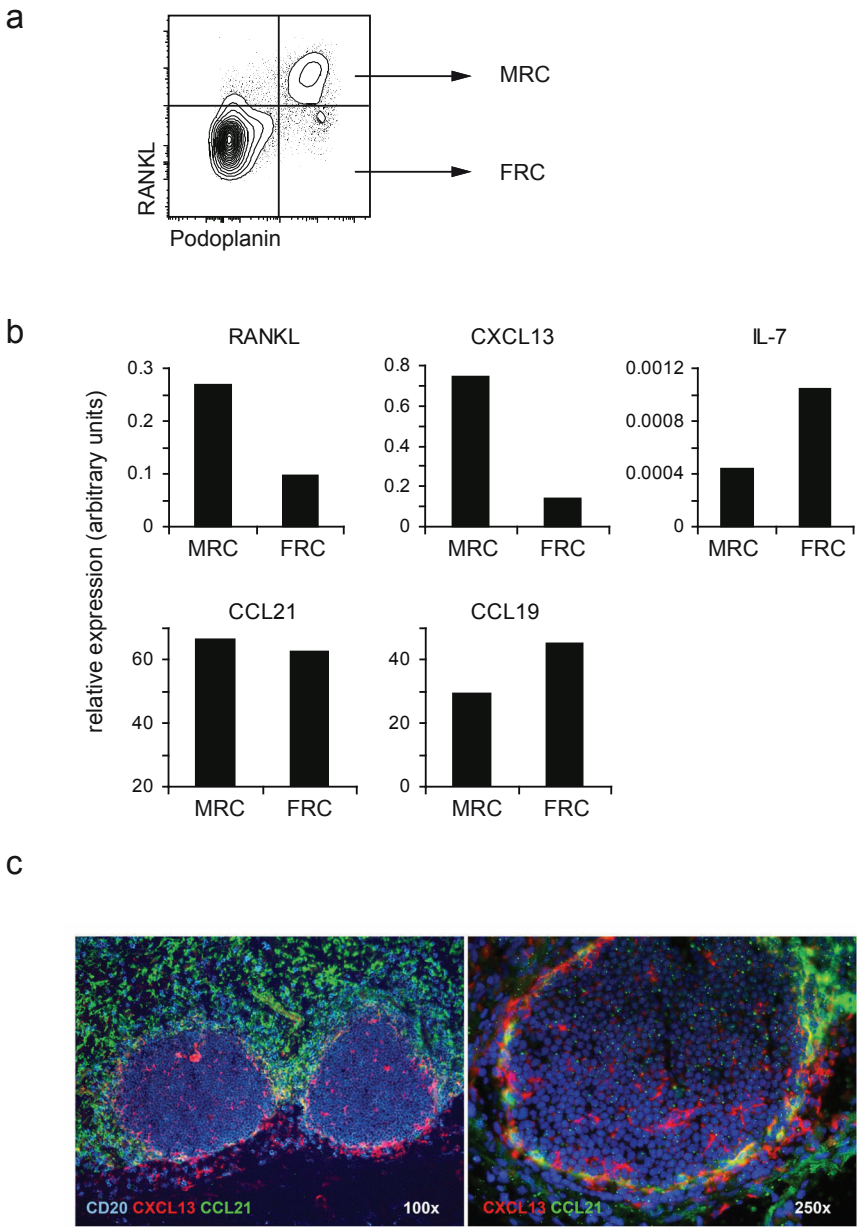 a
MRC
FRC
RANKL
Podoplanin
b
relative expression (arbitrary units)
RANKL
0.3
0.2
0.1
0
MRC FRC
CXCL13
0.8
0.6
0.4
0.2
0
MRC FRC
IL-7
0.0012
0.0008
0.0004
0
MRC FRC
CCL21
60
40
20
MRC FRC
CCL19
40
20
0
MRC FRC
c
CD20 CXCL13 CCL21 100x
CXCL13 CCL21 250x